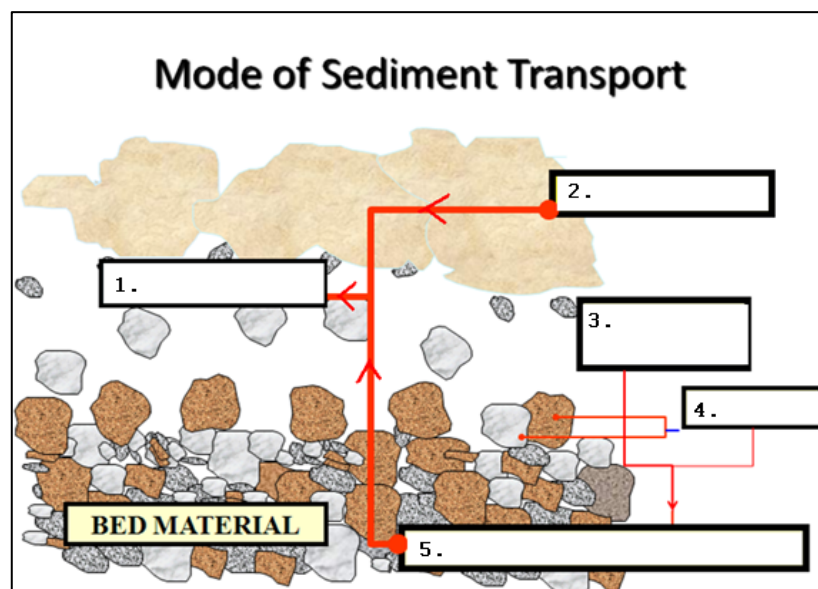 Mode of Sediment Transport
2.
1.
3.
4.
BED MATERIAL
5.